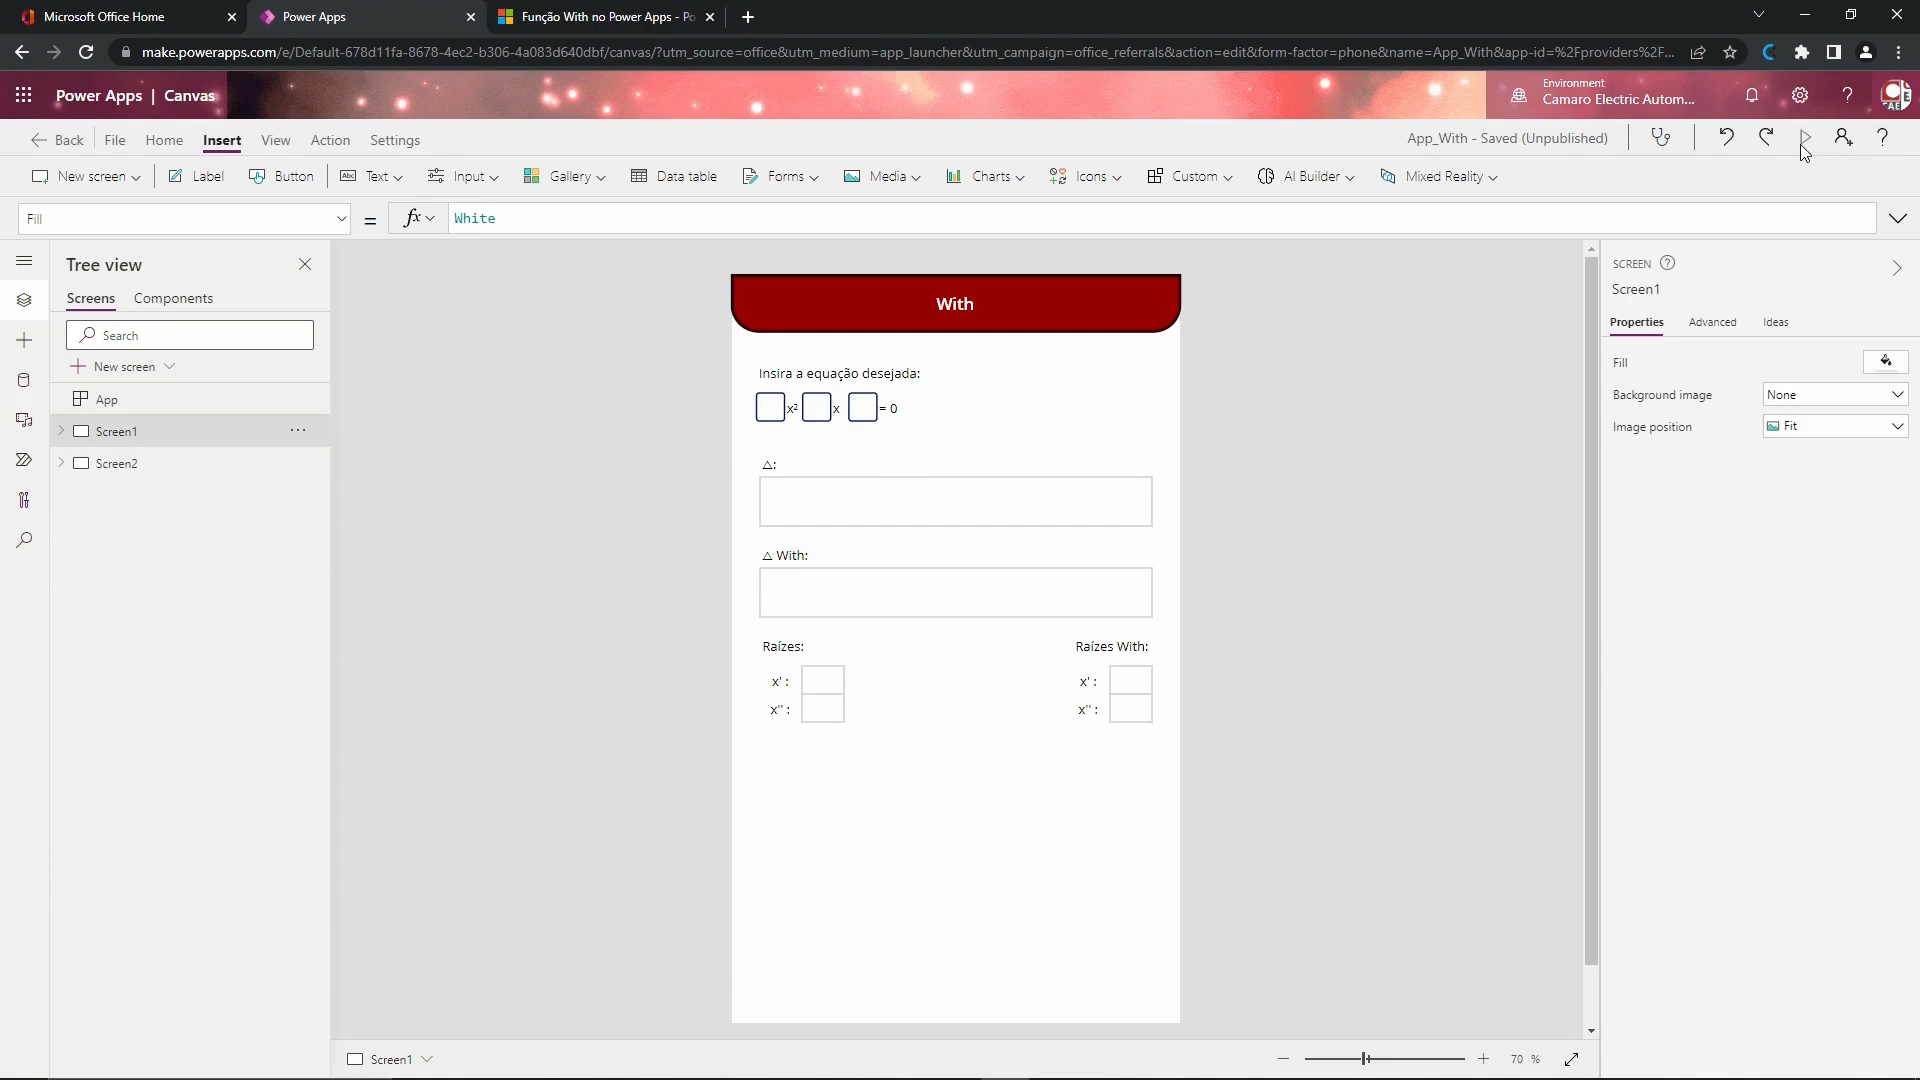 Microsoft Office Home
Power Apps
Função With no Power Apps - Po
make.powerapps.com/e/Default-678d11fa-8678-4ec2-b306-4a083d640dbf/canvas/?utm_source=office&utm_medium=app_launcher&utm_campaign=office_referrals&action=edit&form-factor=phone&name=App_With&app-id=%2Fproviders%2F...
Power Apps | Canvas
Environment
Camaro Electric Autom...
Back File Home Insert View Action Settings
App_With - Saved (Unpublished)
New screen Label Button Text Input Gallery Data table Forms Media Charts Icons Custom AI Builder Mixed Reality
Fill = fx White
Tree view
Screens Components
Search
New screen
App
Screen1
Screen2
With
Insira a equação desejada:
x² x = 0
△:
△ With:
Raízes: Raízes With:
x' : x' :
x" : x" :
SCREEN
Screen1
Properties Advanced Ideas
Fill
Background image None
Image position Fit
Screen1
70 %